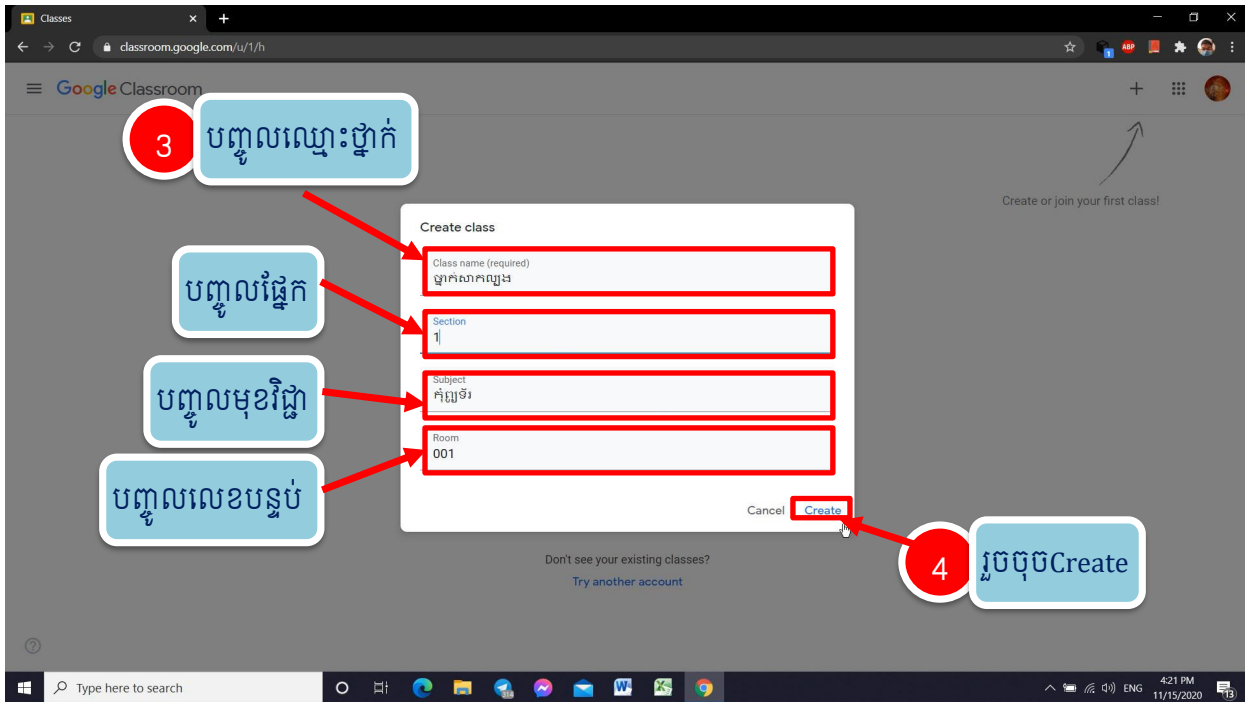 Classes
classroom.google.com/u/1/h
Google Classroom
3
បញ្ចូលឈ្មោះថ្នាក់
Create or join your first class!
Create class
Class name (required)
ថ្នាក់សាកល្បង
បញ្ចូលផ្នែក
Section
1
បញ្ចូលមុខវិជ្ជា
Subject
កុំព្យូទ័រ
បញ្ចូលលេខបន្ទប់
Room
001
Cancel
Create
4
រួចចុចCreate
Don't see your existing classes?
Try another account
Type here to search
ENG
4:21 PM
11/15/2020
13